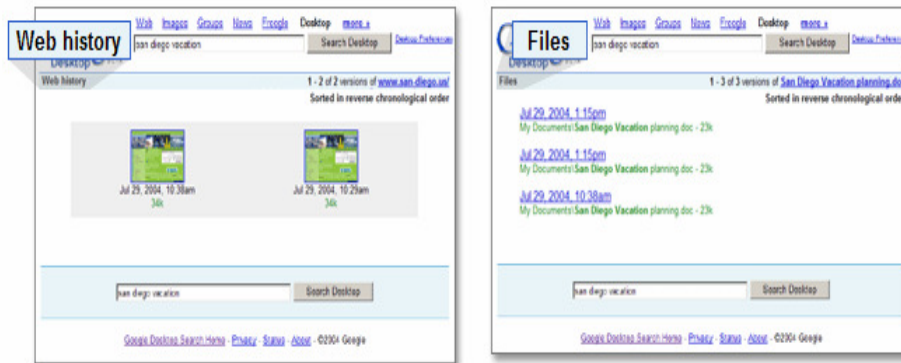 Web history
Web Images Groups News Froogle Desktop more »
san diego vacation Search Desktop Desktop Preferences
Desktop
Web history 1 - 2 of 2 versions of www.san-diego.us/
Sorted in reverse chronological order
Jul 29, 2004, 10:38am
34k
Jul 29, 2004, 10:29am
34k
san diego vacation Search Desktop
Google Desktop Search Home - Privacy - Status - About - ©2004 Google
Files
Web Images Groups News Froogle Desktop more »
san diego vacation Search Desktop Desktop Preferenc
Desktop
Files 1 - 3 of 3 versions of San Diego Vacation planning.do
Sorted in reverse chronological orde
Jul 29, 2004, 1:15pm
My Documents\San Diego Vacation planning.doc - 23k
Jul 29, 2004, 1:15pm
My Documents\San Diego Vacation planning.doc - 23k
Jul 29, 2004, 10:38am
My Documents\San Diego Vacation planning.doc - 23k
san diego vacation Search Desktop
Google Desktop Search Home - Privacy - Status - About - ©2004 Google